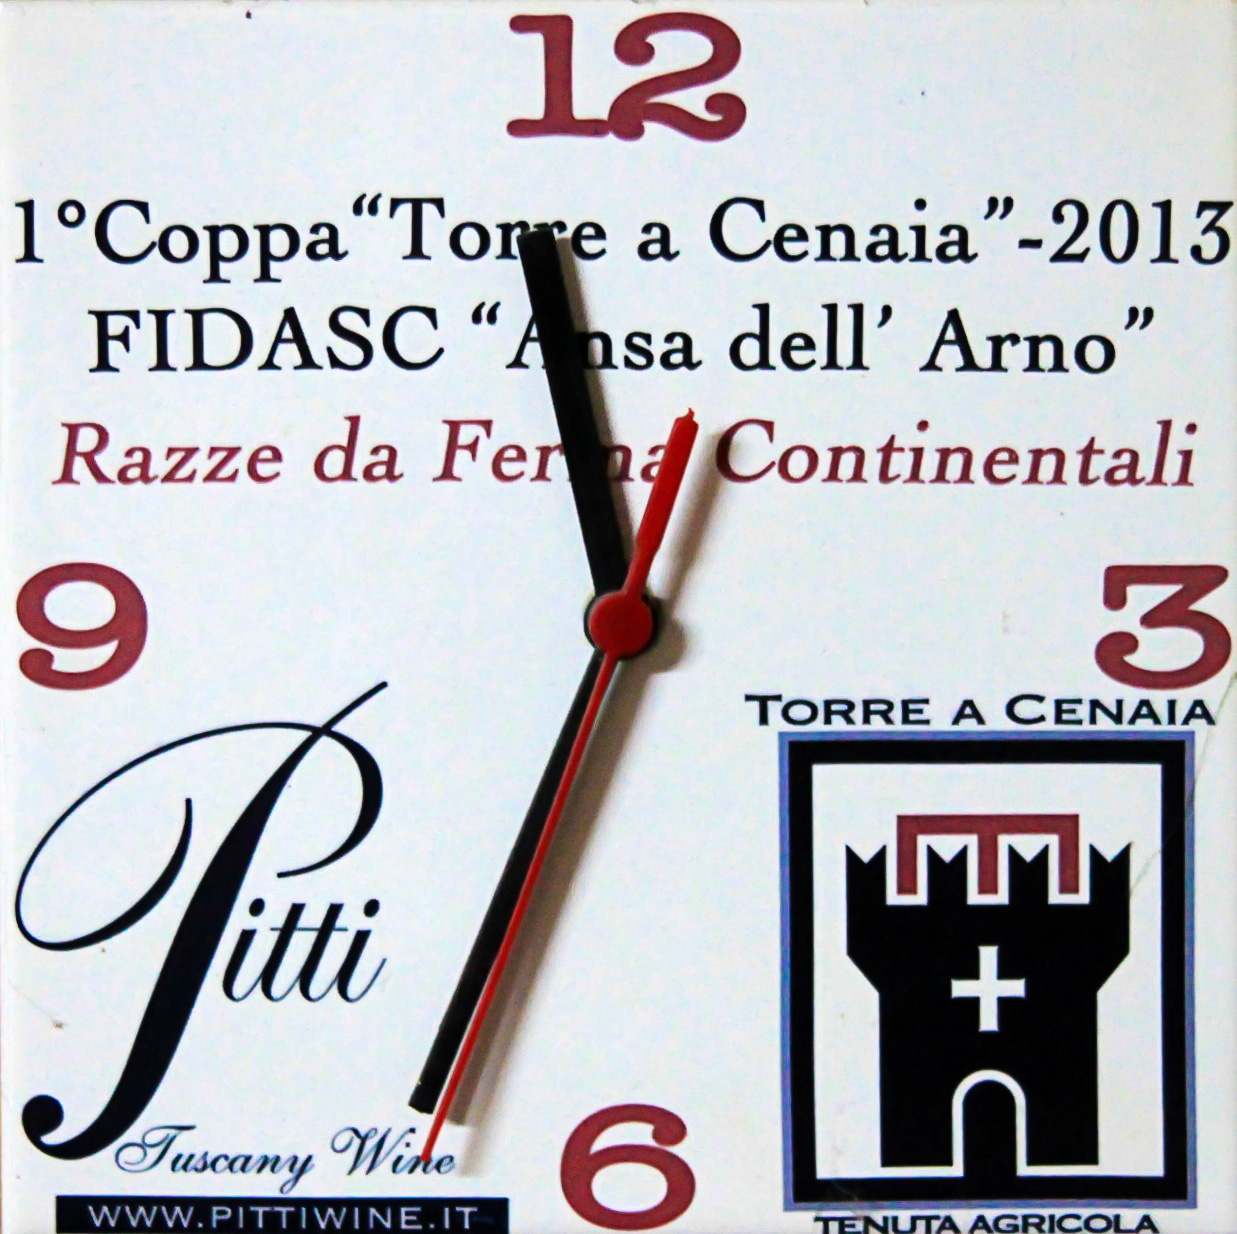 12
1°Coppa“Torre a Cenaia”-2013
FIDASC “Ansa dell’ Arno”
Razze da Ferma Continentali
9
3
Pitti
Tuscany Wine
WWW.PITTIWINE.IT
TORRE A CENAIA
TENUTA AGRICOLA
6